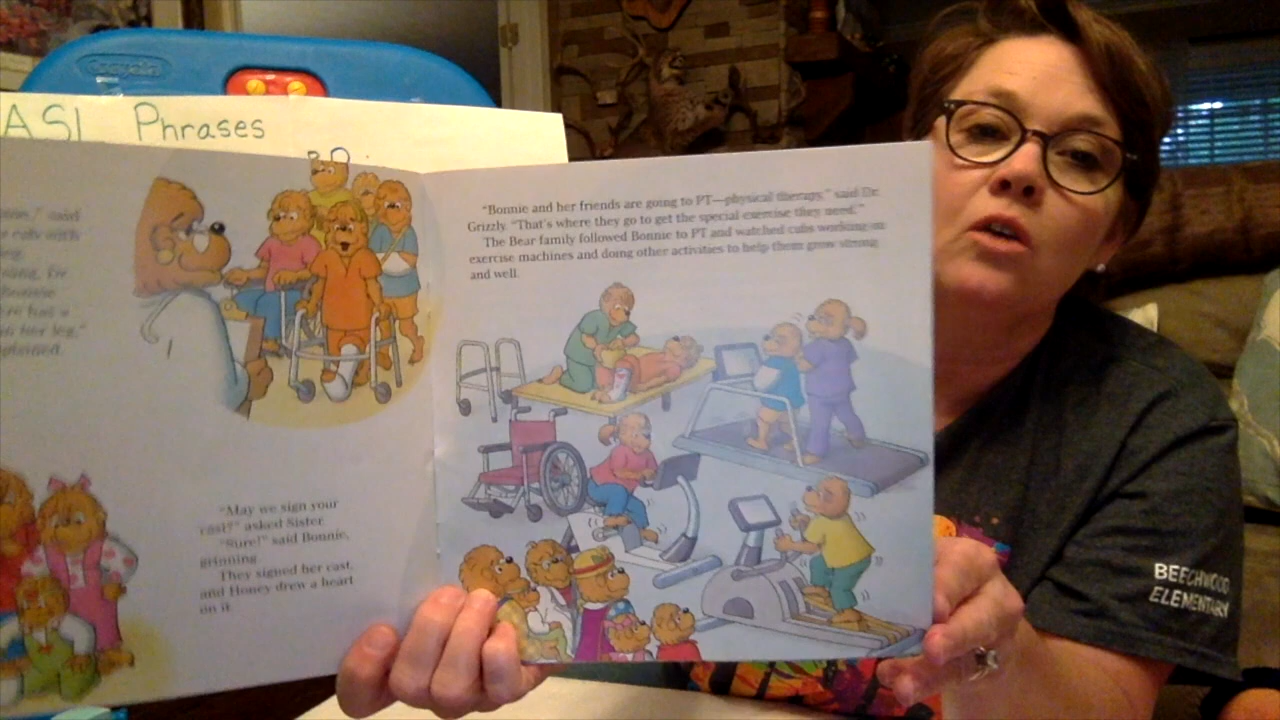 Crayola
ASL Phrases
said
"Bonnie and her friends are going to PT—physical therapy," said Dr.
Grizzly. "That's where they go to get the special exercise they need."
The Bear family followed Bonnie to PT and watched cubs working on
exercise machines and doing other activities to help them grow strong
and well.
"May we sign your
cast?" asked Sister.
"Sure!" said Bonnie,
grinning.
They signed her cast,
and Honey drew a heart
on it.
BEECHWOOD
ELEMENTARY